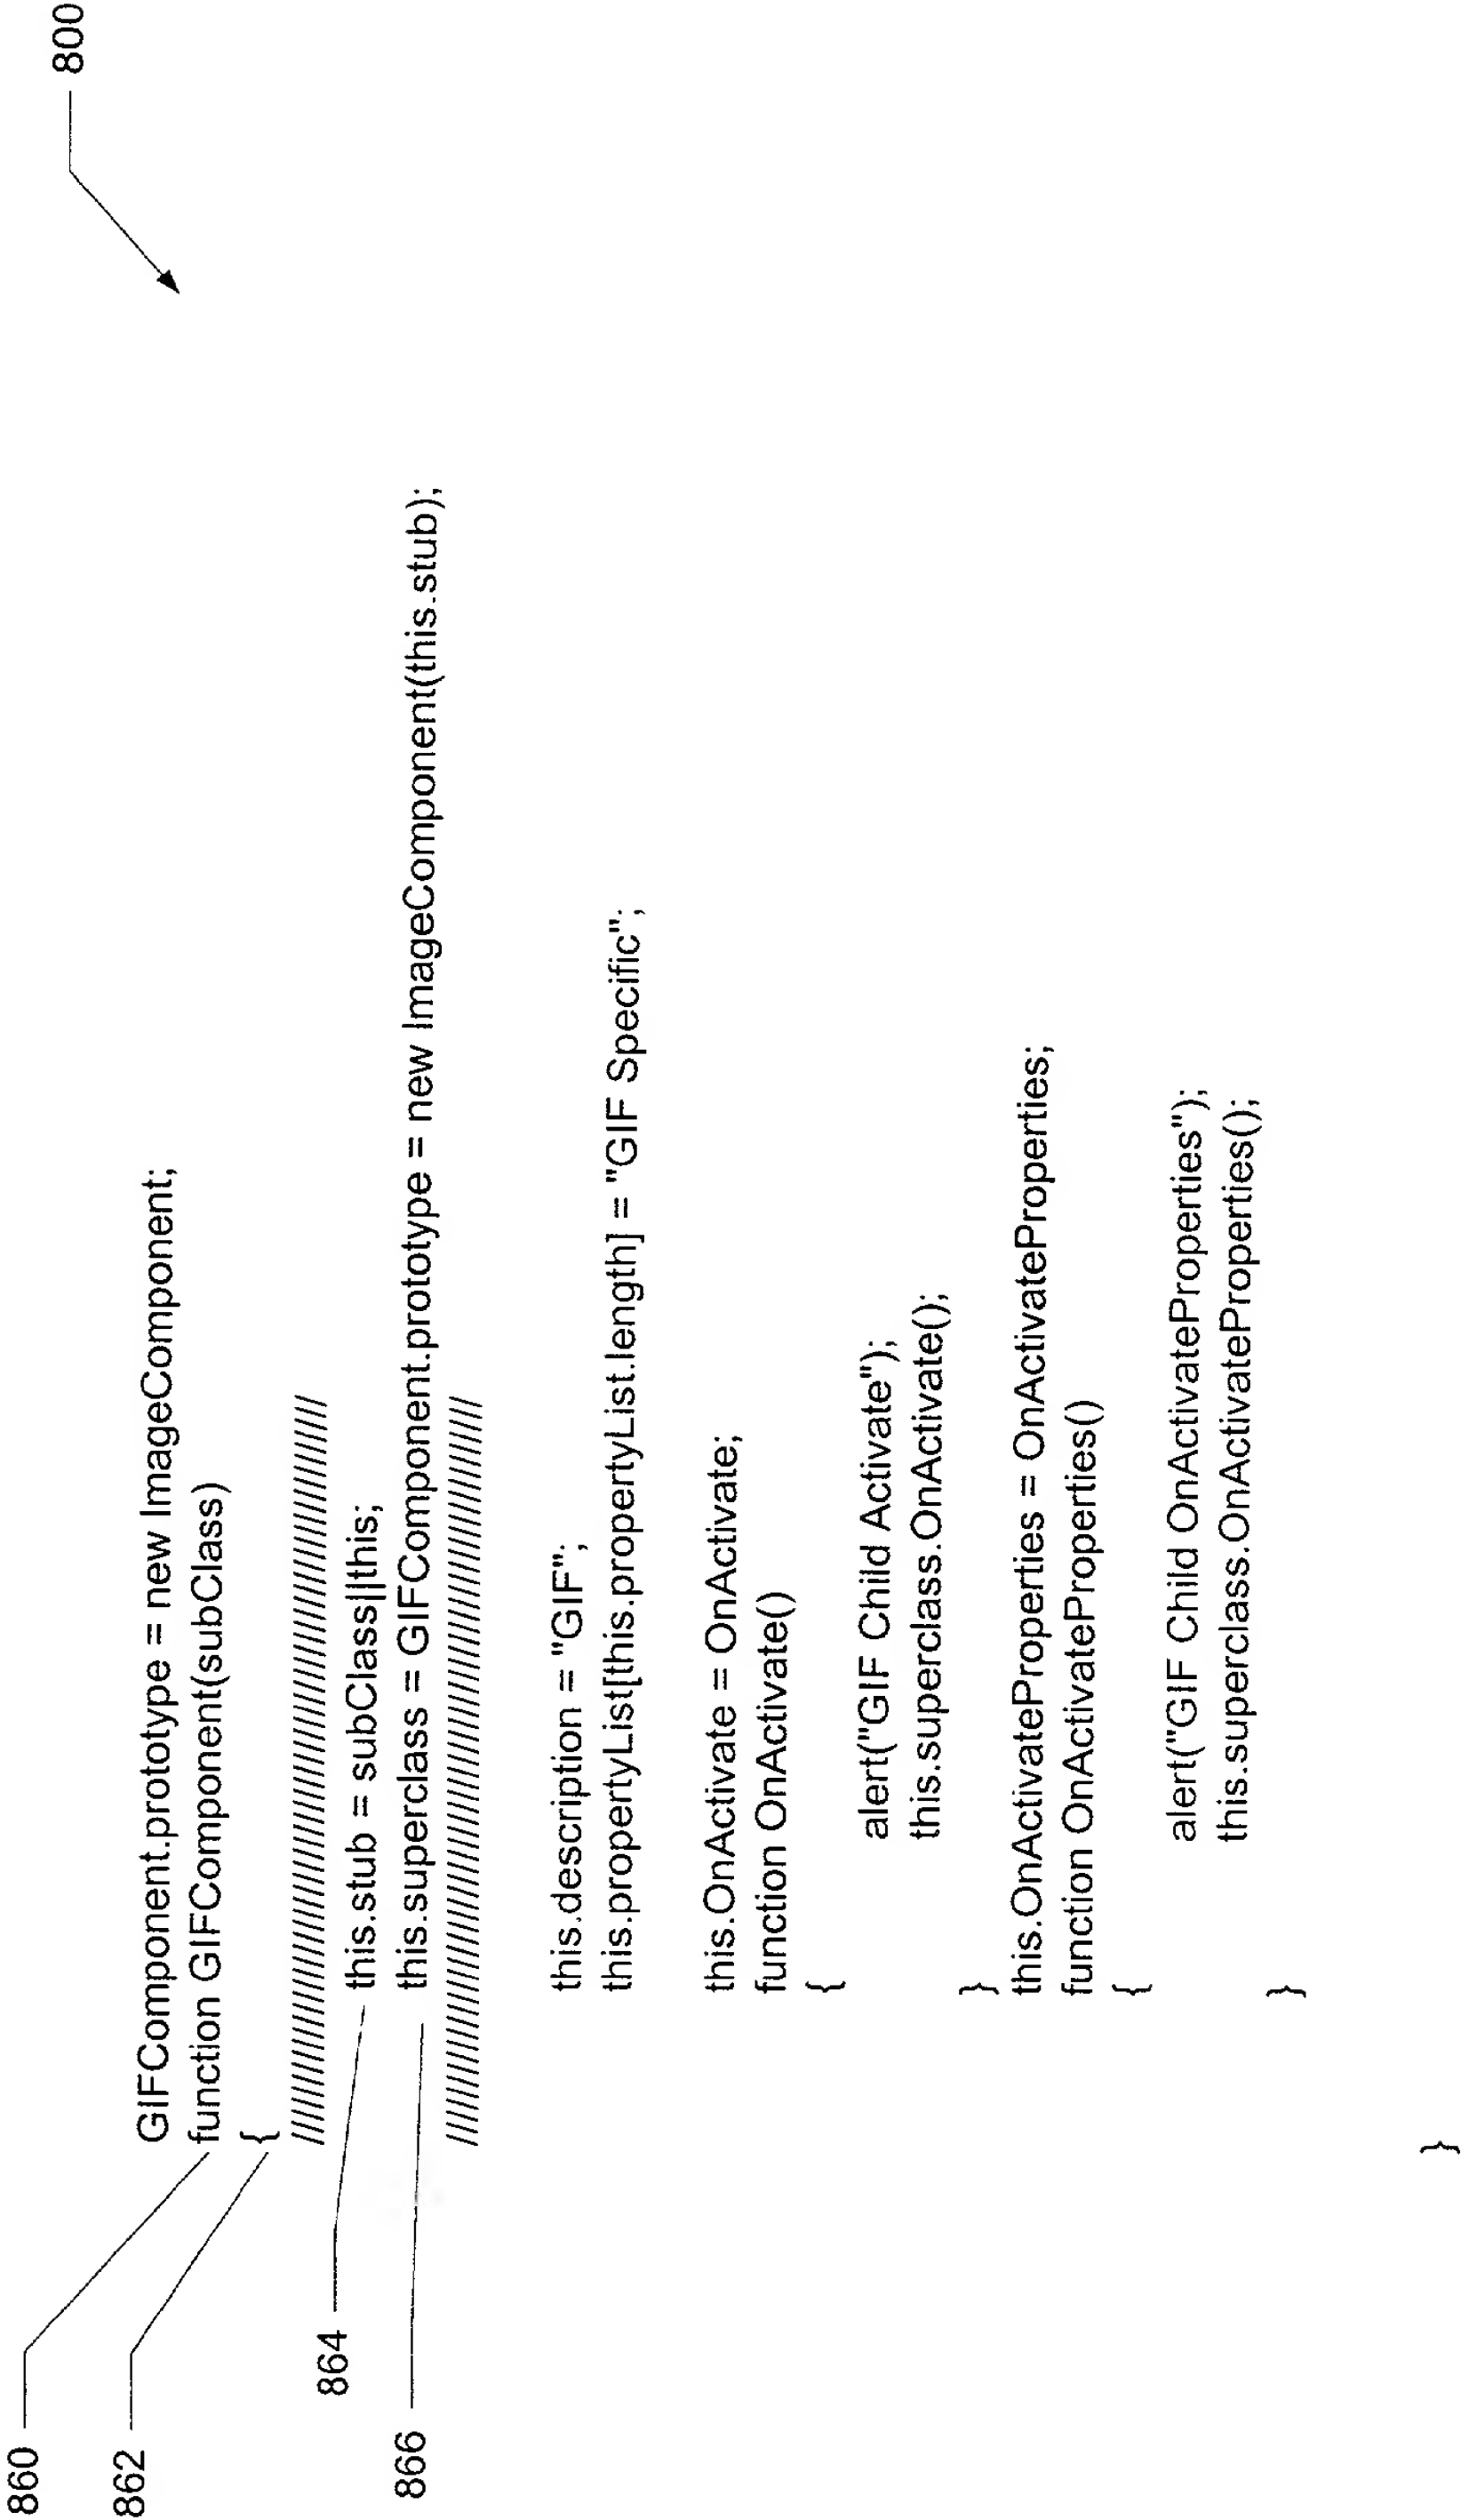 800
860
GIFComponent.prototype = new ImageComponent;
function GIFComponent(subClass)
862
{
////////////////////////////////////////////////////////////////
864
this.stub = subClass||this;
866
this.superclass = GIFComponent.prototype = new ImageComponent(this.stub);
////////////////////////////////////////////////////////////////
this.description = "GIF";
this.propertyList[this.propertyList.length] = "GIF Specific";
this.OnActivate = OnActivate;
function OnActivate()
{
alert("GIF Child Activate");
this.superclass.OnActivate();
}
this.OnActivateProperties = OnActivateProperties;
function OnActivateProperties()
{
alert("GIF Child OnActivateProperties");
this.superclass.OnActivateProperties();
}
}